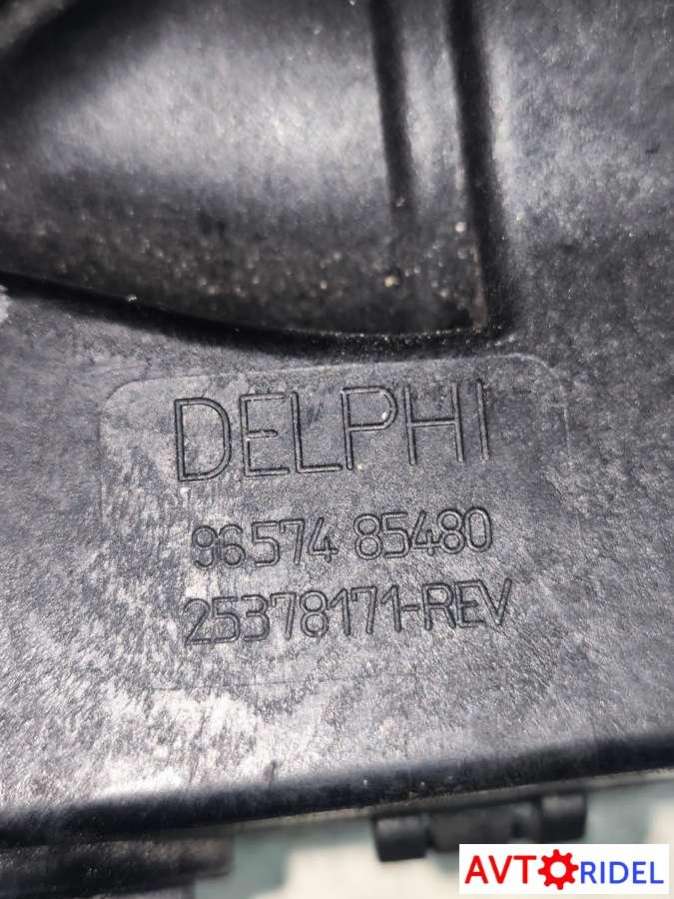 DELPHI
96574 85480
25378171-REV
AVTORIDEL